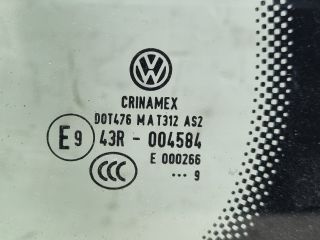 CRINAMEX
DOT476 M A T312 AS2
E9 43R - 004584
E 000266
CCC
··· 9